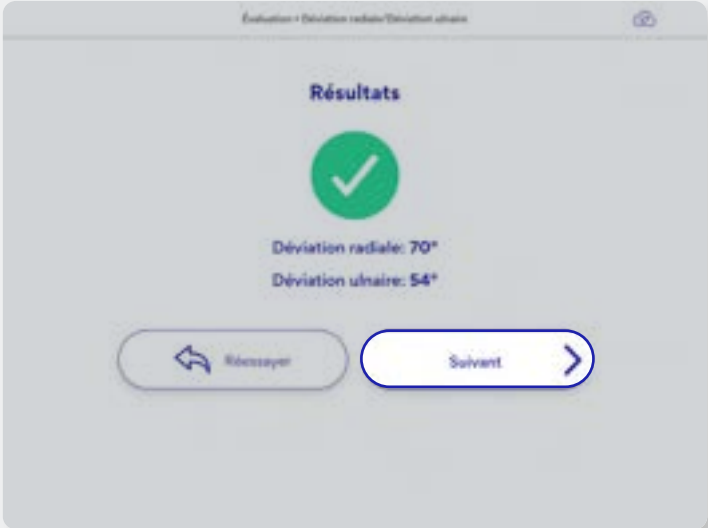 Évaluation • Déviation radiale/Déviation ulnaire
Résultats
Déviation radiale: 70°
Déviation ulnaire: 54°
Réessayer
Suivant